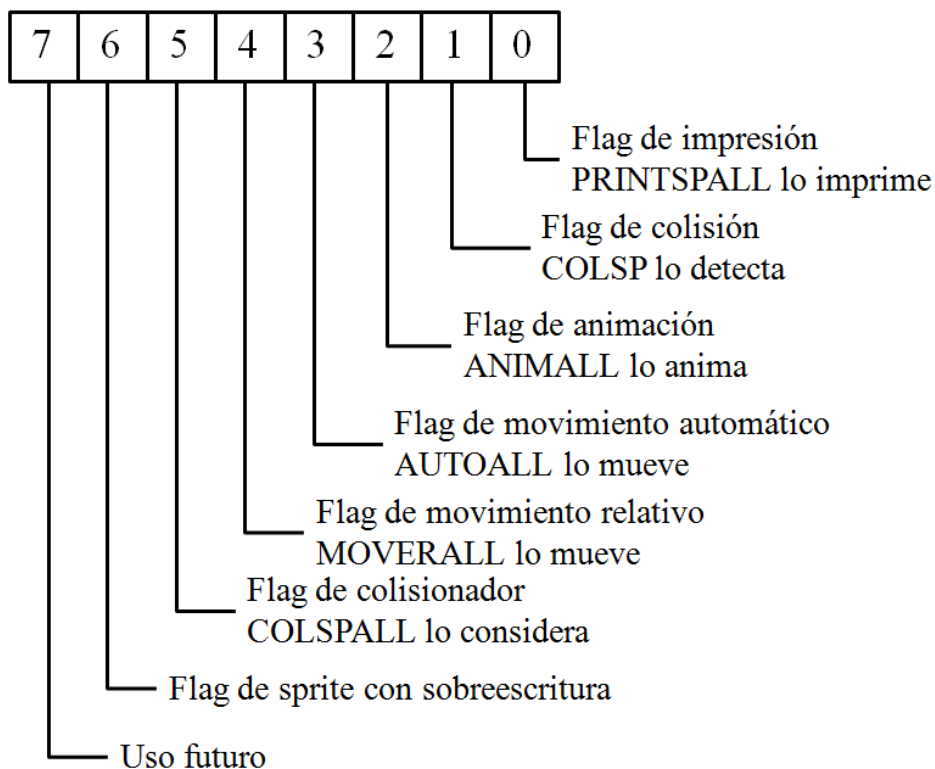 7 6 5 4 3 2 1 0
Flag de impresión
PRINTSPALL lo imprime
Flag de colisión
COLSP lo detecta
Flag de animación
ANIMALL lo anima
Flag de movimiento automático
AUTOALL lo mueve
Flag de movimiento relativo
MOVERALL lo mueve
Flag de colisionador
COLSPALL lo considera
Flag de sprite con sobreescritura
Uso futuro